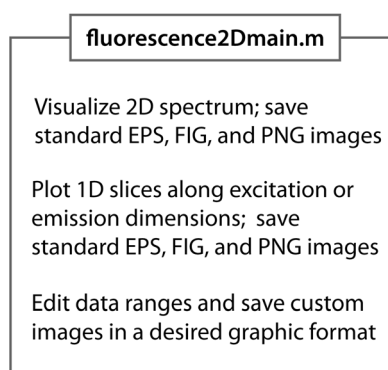 fluorescence2Dmain.m
Visualize 2D spectrum; save
standard EPS, FIG, and PNG images
Plot 1D slices along excitation or
emission dimensions; save
standard EPS, FIG, and PNG images
Edit data ranges and save custom
images in a desired graphic format